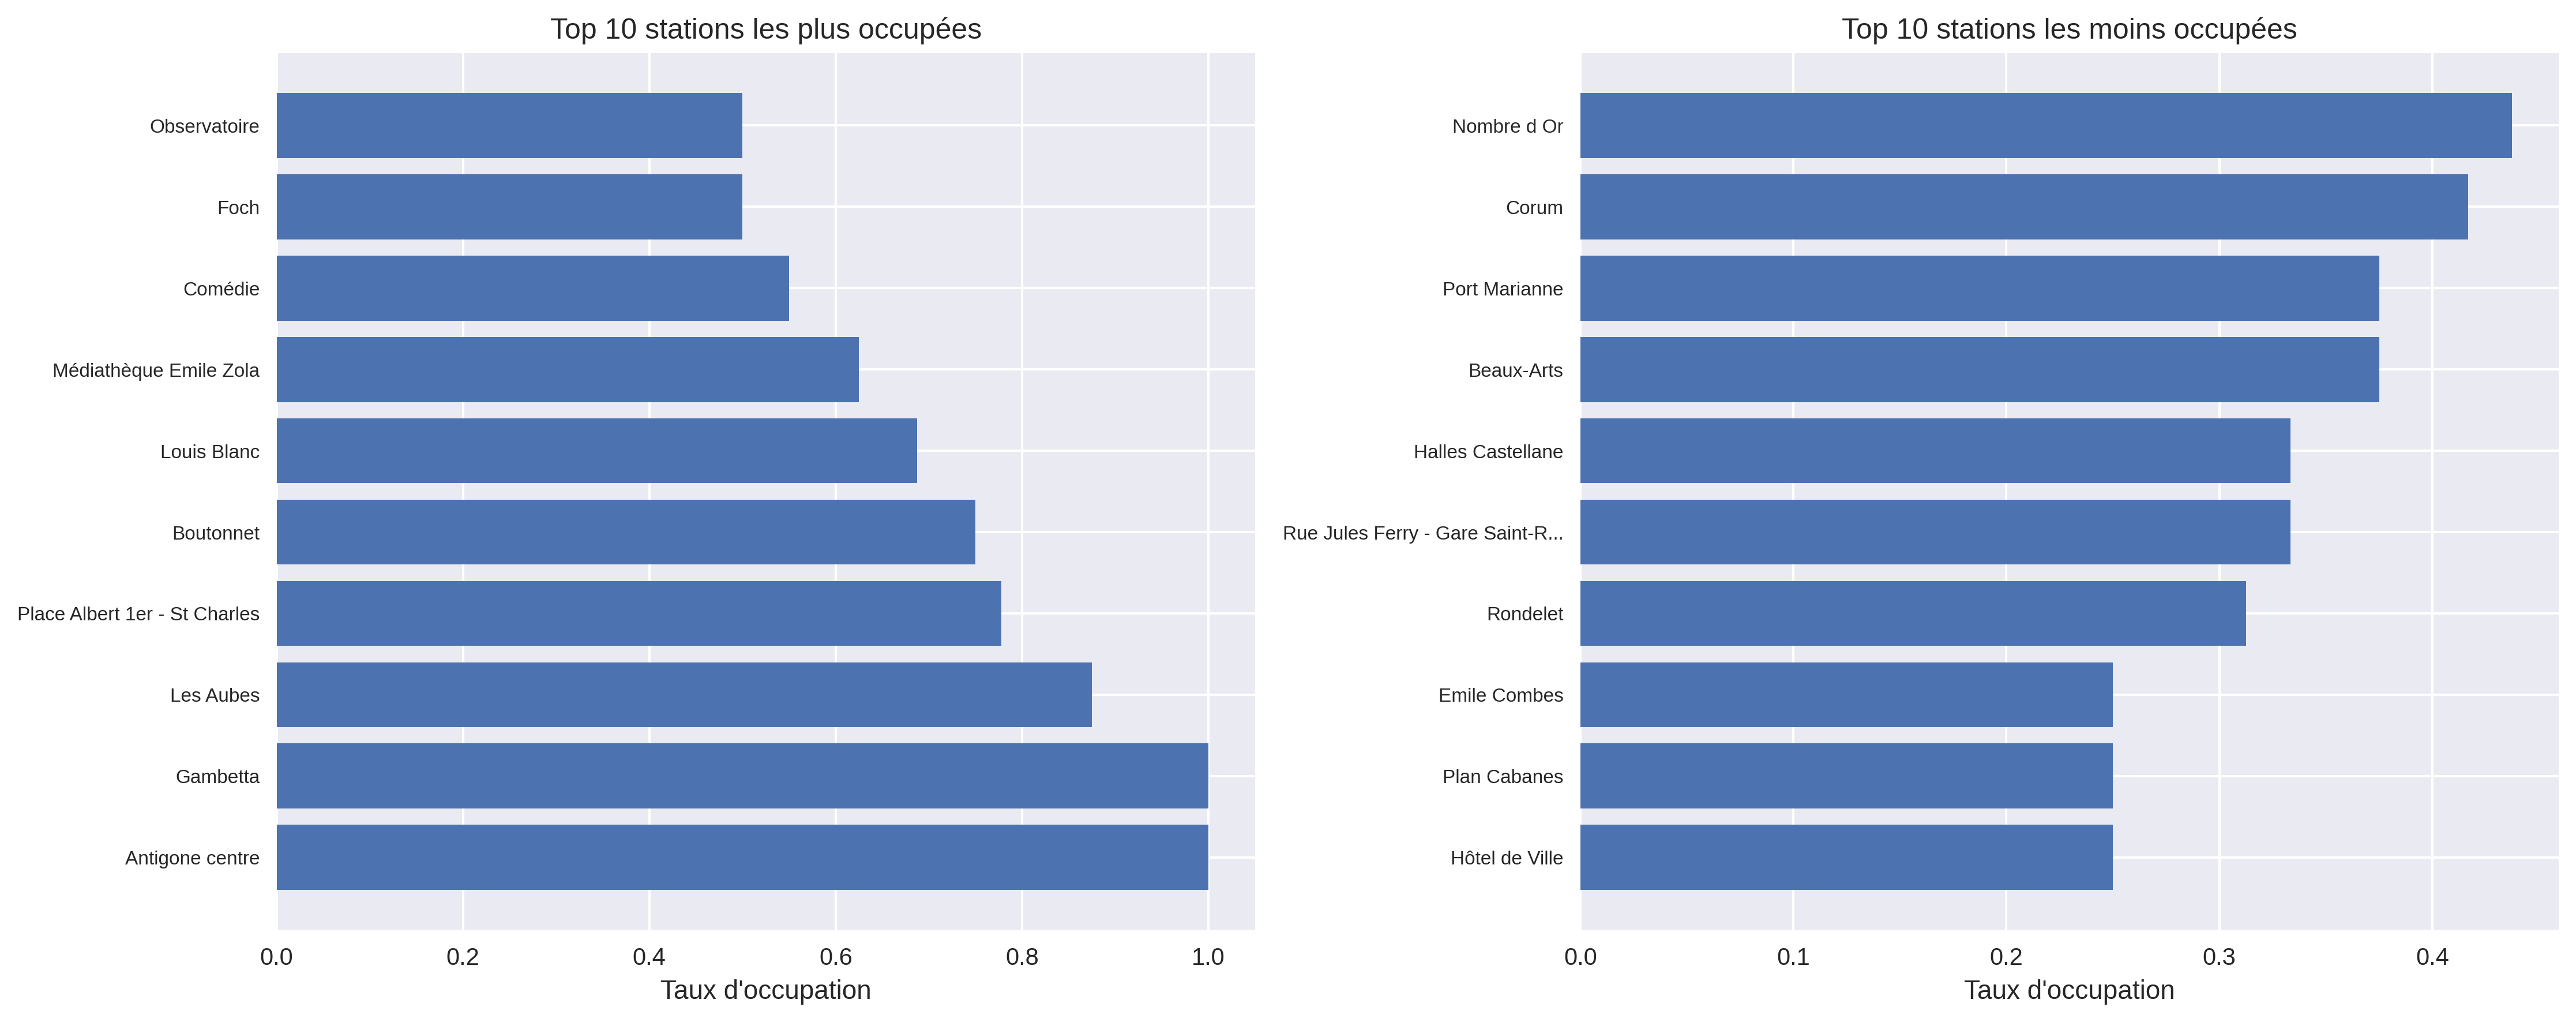 Top 10 stations les plus occupées
Observatoire
Foch
Comédie
Médiathèque Emile Zola
Louis Blanc
Boutonnet
Place Albert 1er - St Charles
Les Aubes
Gambetta
Antigone centre
0.0 0.2 0.4 0.6 0.8 1.0
Taux d'occupation
Top 10 stations les moins occupées
Nombre d Or
Corum
Port Marianne
Beaux-Arts
Halles Castellane
Rue Jules Ferry - Gare Saint-R...
Rondelet
Emile Combes
Plan Cabanes
Hôtel de Ville
0.0 0.1 0.2 0.3 0.4
Taux d'occupation